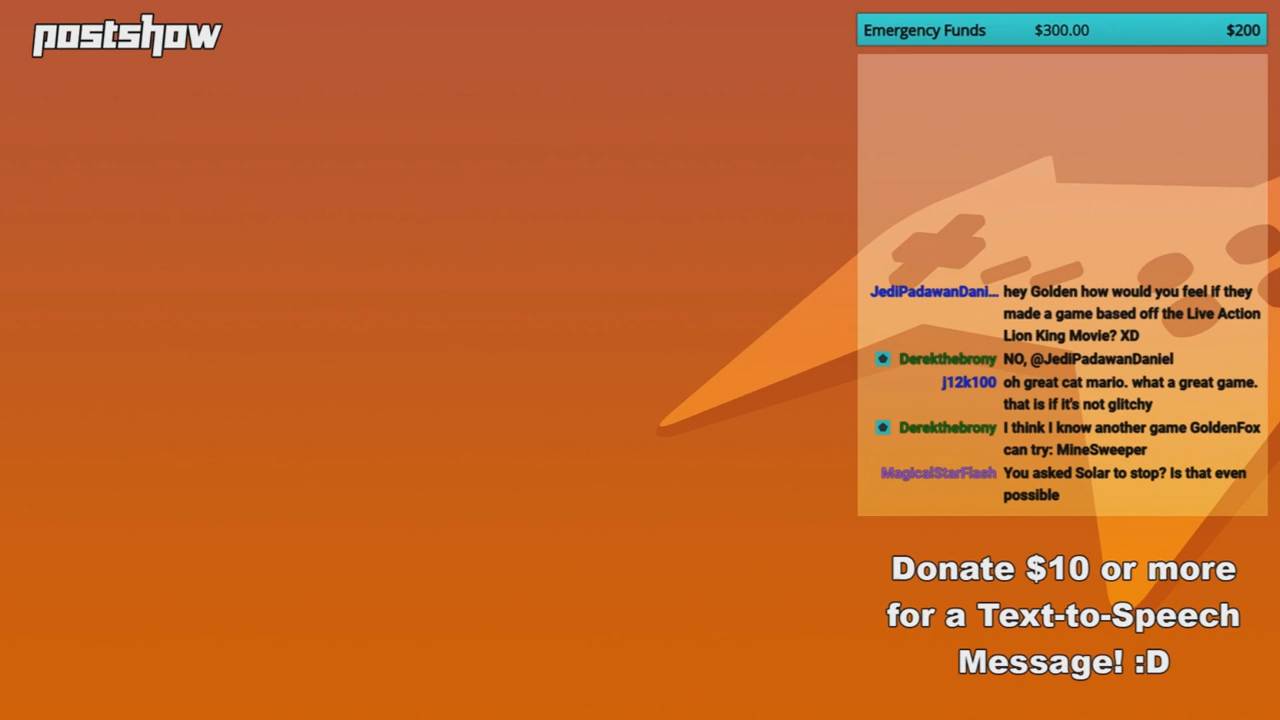 postshow
Emergency Funds $300.00 $200
JediPadawanDani... hey Golden how would you feel if they
made a game based off the Live Action
Lion King Movie? XD
Derekthebrony NO, @JediPadawanDaniel
j12k100 oh great cat mario. what a great game.
that is if it's not glitchy
Derekthebrony I think I know another game GoldenFox
can try: MineSweeper
MagicalStarFlash You asked Solar to stop? Is that even
possible
Donate $10 or more
for a Text-to-Speech
Message! :D